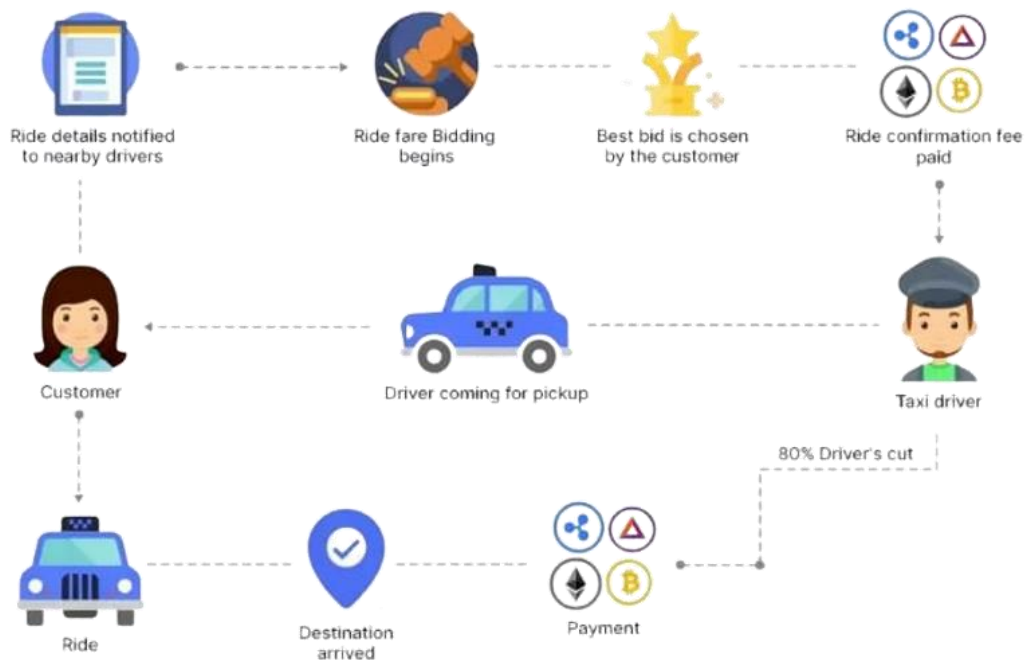 Ride details notified
to nearby drivers
Ride fare Bidding
begins
Best bid is chosen
by the customer
Ride confirmation fee
paid
Customer
Driver coming for pickup
Taxi driver
80% Driver's cut
Ride
Destination
arrived
Payment